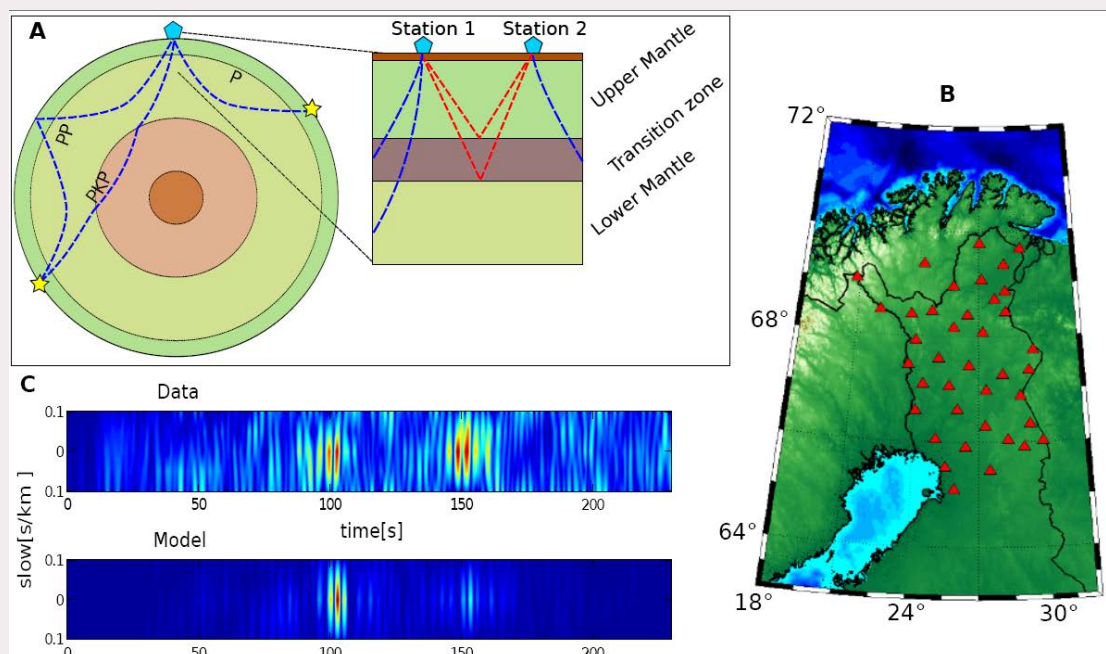 A
Station 1
Station 2
P
PP
PKP
Upper Mantle
Transition zone
Lower Mantle
B
72°
68°
64°
18°
24°
30°
C
Data
0.1
0
0.1
0
50
100
150
200
time[s]
slow[s/km]
Model
0.1
0
0.1
0
50
100
150
200